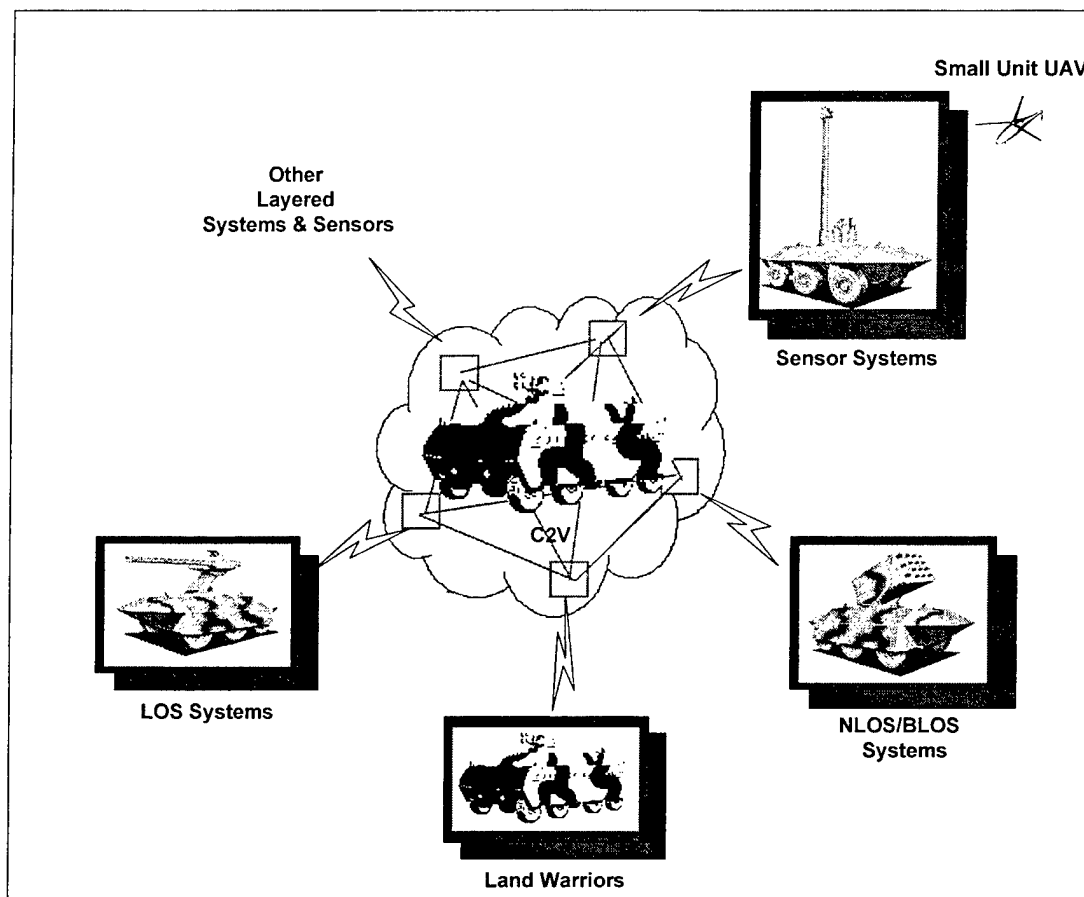 Small Unit UAV
Other
Layered
Systems & Sensors
Sensor Systems
C2V
LOS Systems
NLOS/BLOS
Systems
Land Warriors